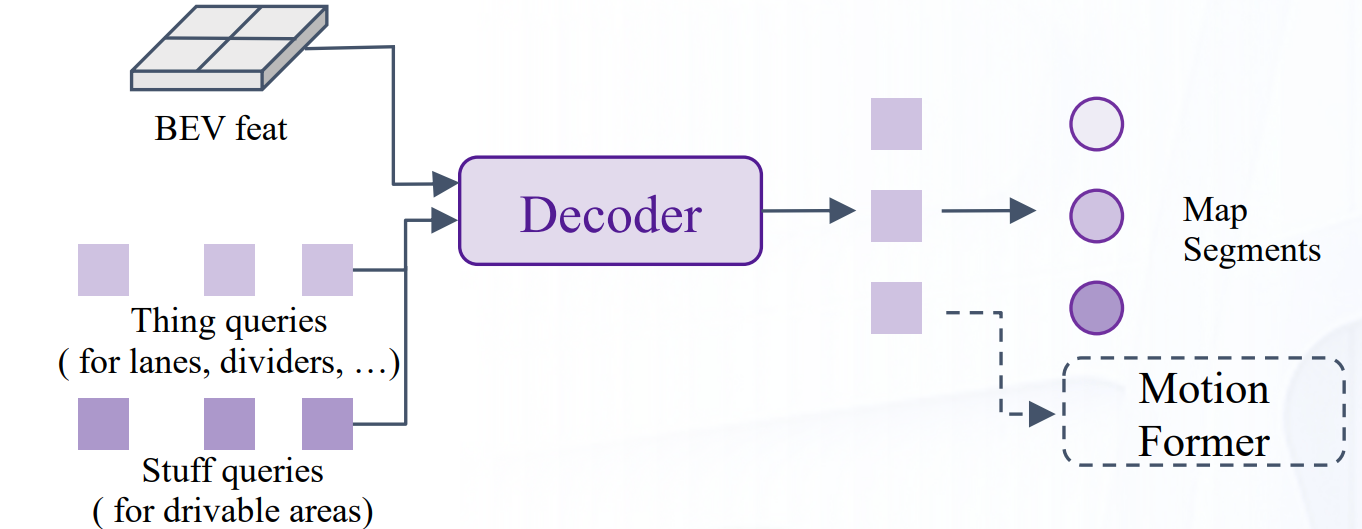 BEV feat
Decoder
Thing queries
( for lanes, dividers, …)
Stuff queries
( for drivable areas)
Map
Segments
Motion
Former